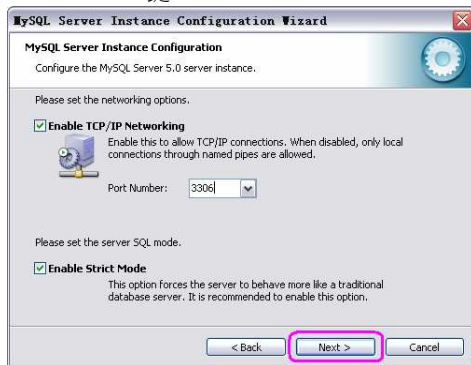 MySQL Server Instance Configuration Wizard
MySQL Server Instance Configuration
Configure the MySQL Server 5.0 server instance.
Please set the networking options.
Enable TCP/IP Networking
Enable this to allow TCP/IP connections. When disabled, only local
connections through named pipes are allowed.
Port Number: 3306
Please set the server SQL mode.
Enable Strict Mode
This option forces the server to behave more like a traditional
database server. It is recommended to enable this option.
< Back Next > Cancel